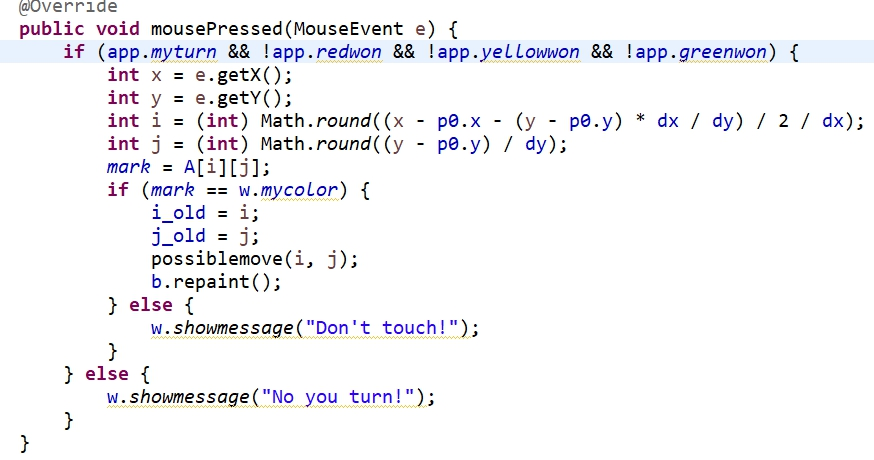 @Override
public void mousePressed(MouseEvent e) {
if (app.myturn && !app.redwon && !app.yellowwon && !app.greenwon) {
int x = e.getX();
int y = e.getY();
int i = (int) Math.round((x - p0.x - (y - p0.y) * dx / dy) / 2 / dx);
int j = (int) Math.round((y - p0.y) / dy);
mark = A[i][j];
if (mark == w.mycolor) {
i_old = i;
j_old = j;
possiblemove(i, j);
b.repaint();
} else {
w.showmessage("Don't touch!");
}
} else {
w.showmessage("No you turn!");
}
}